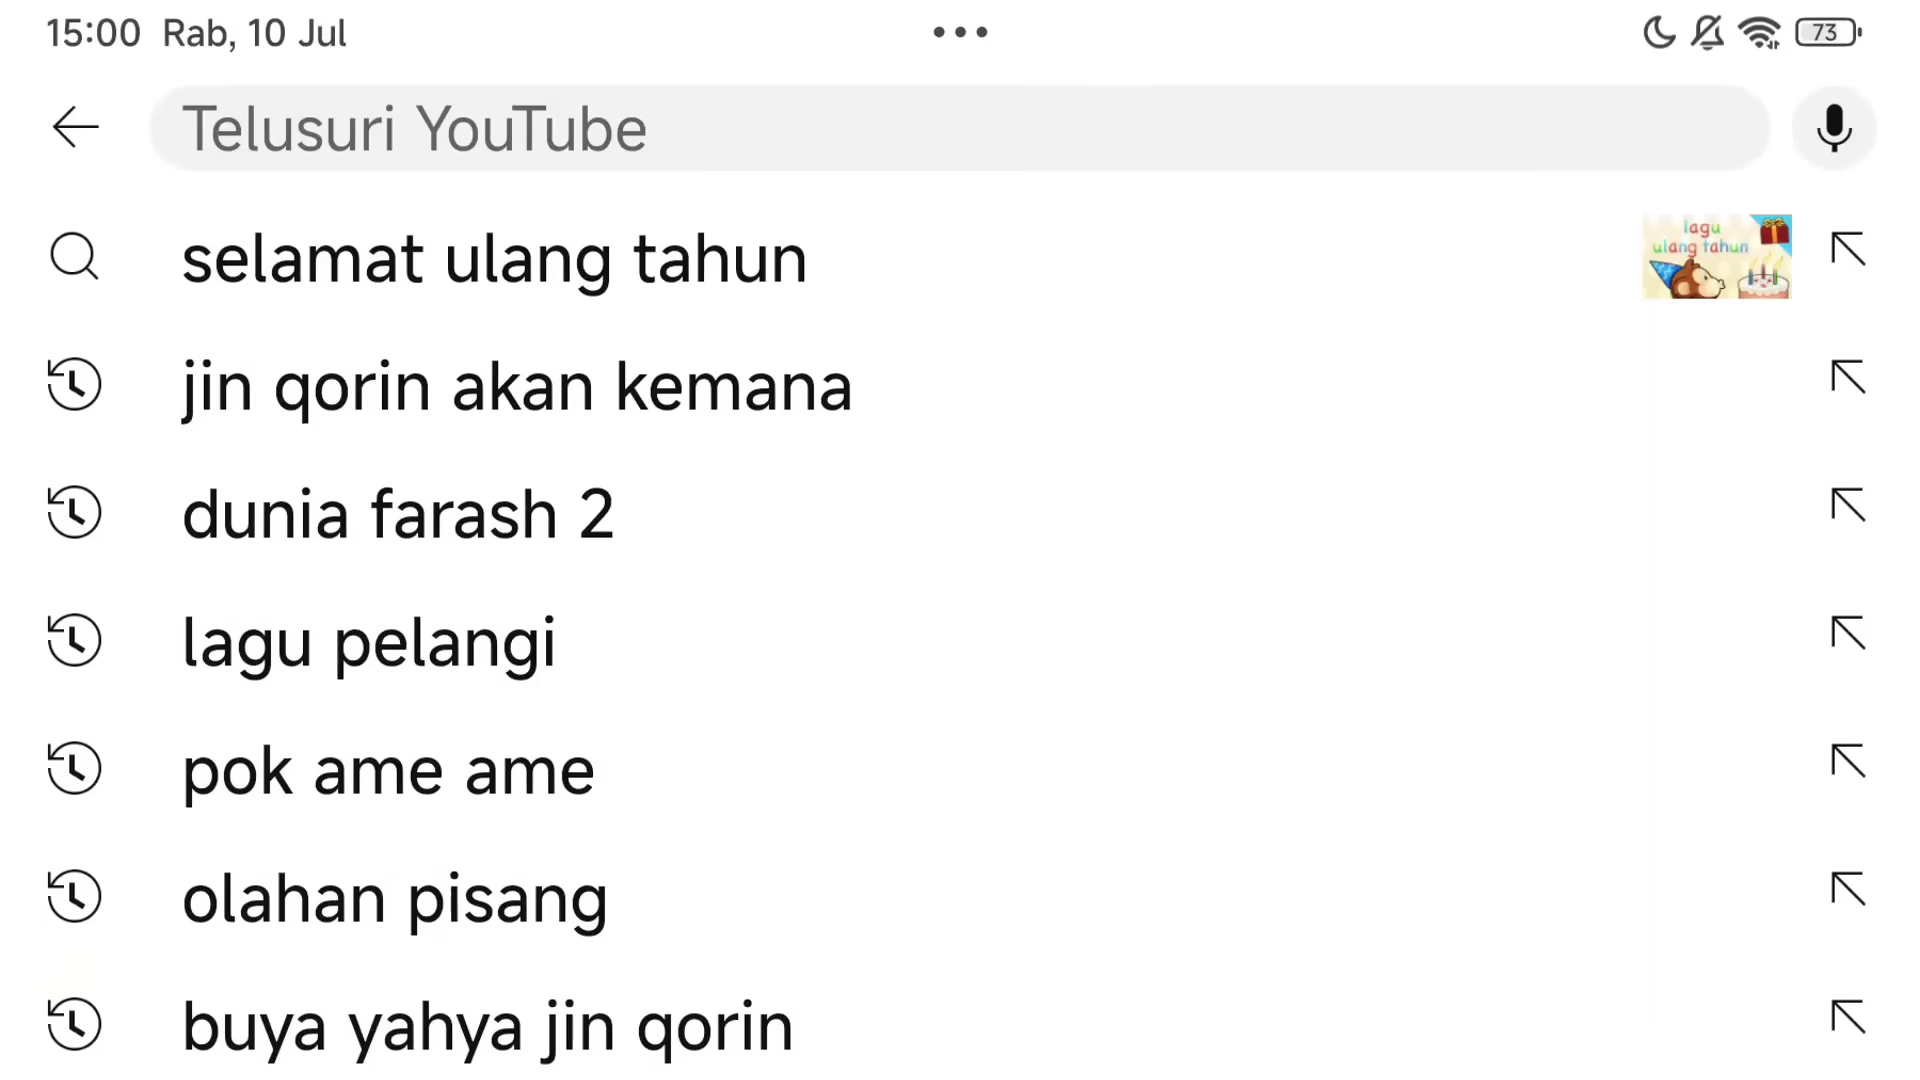 15:00 Rab, 10 Jul
73
Telusuri YouTube
selamat ulang tahun
lagu
ulang tahun
jin qorin akan kemana
dunia farash 2
lagu pelangi
pok ame ame
olahan pisang
buya yahya jin qorin